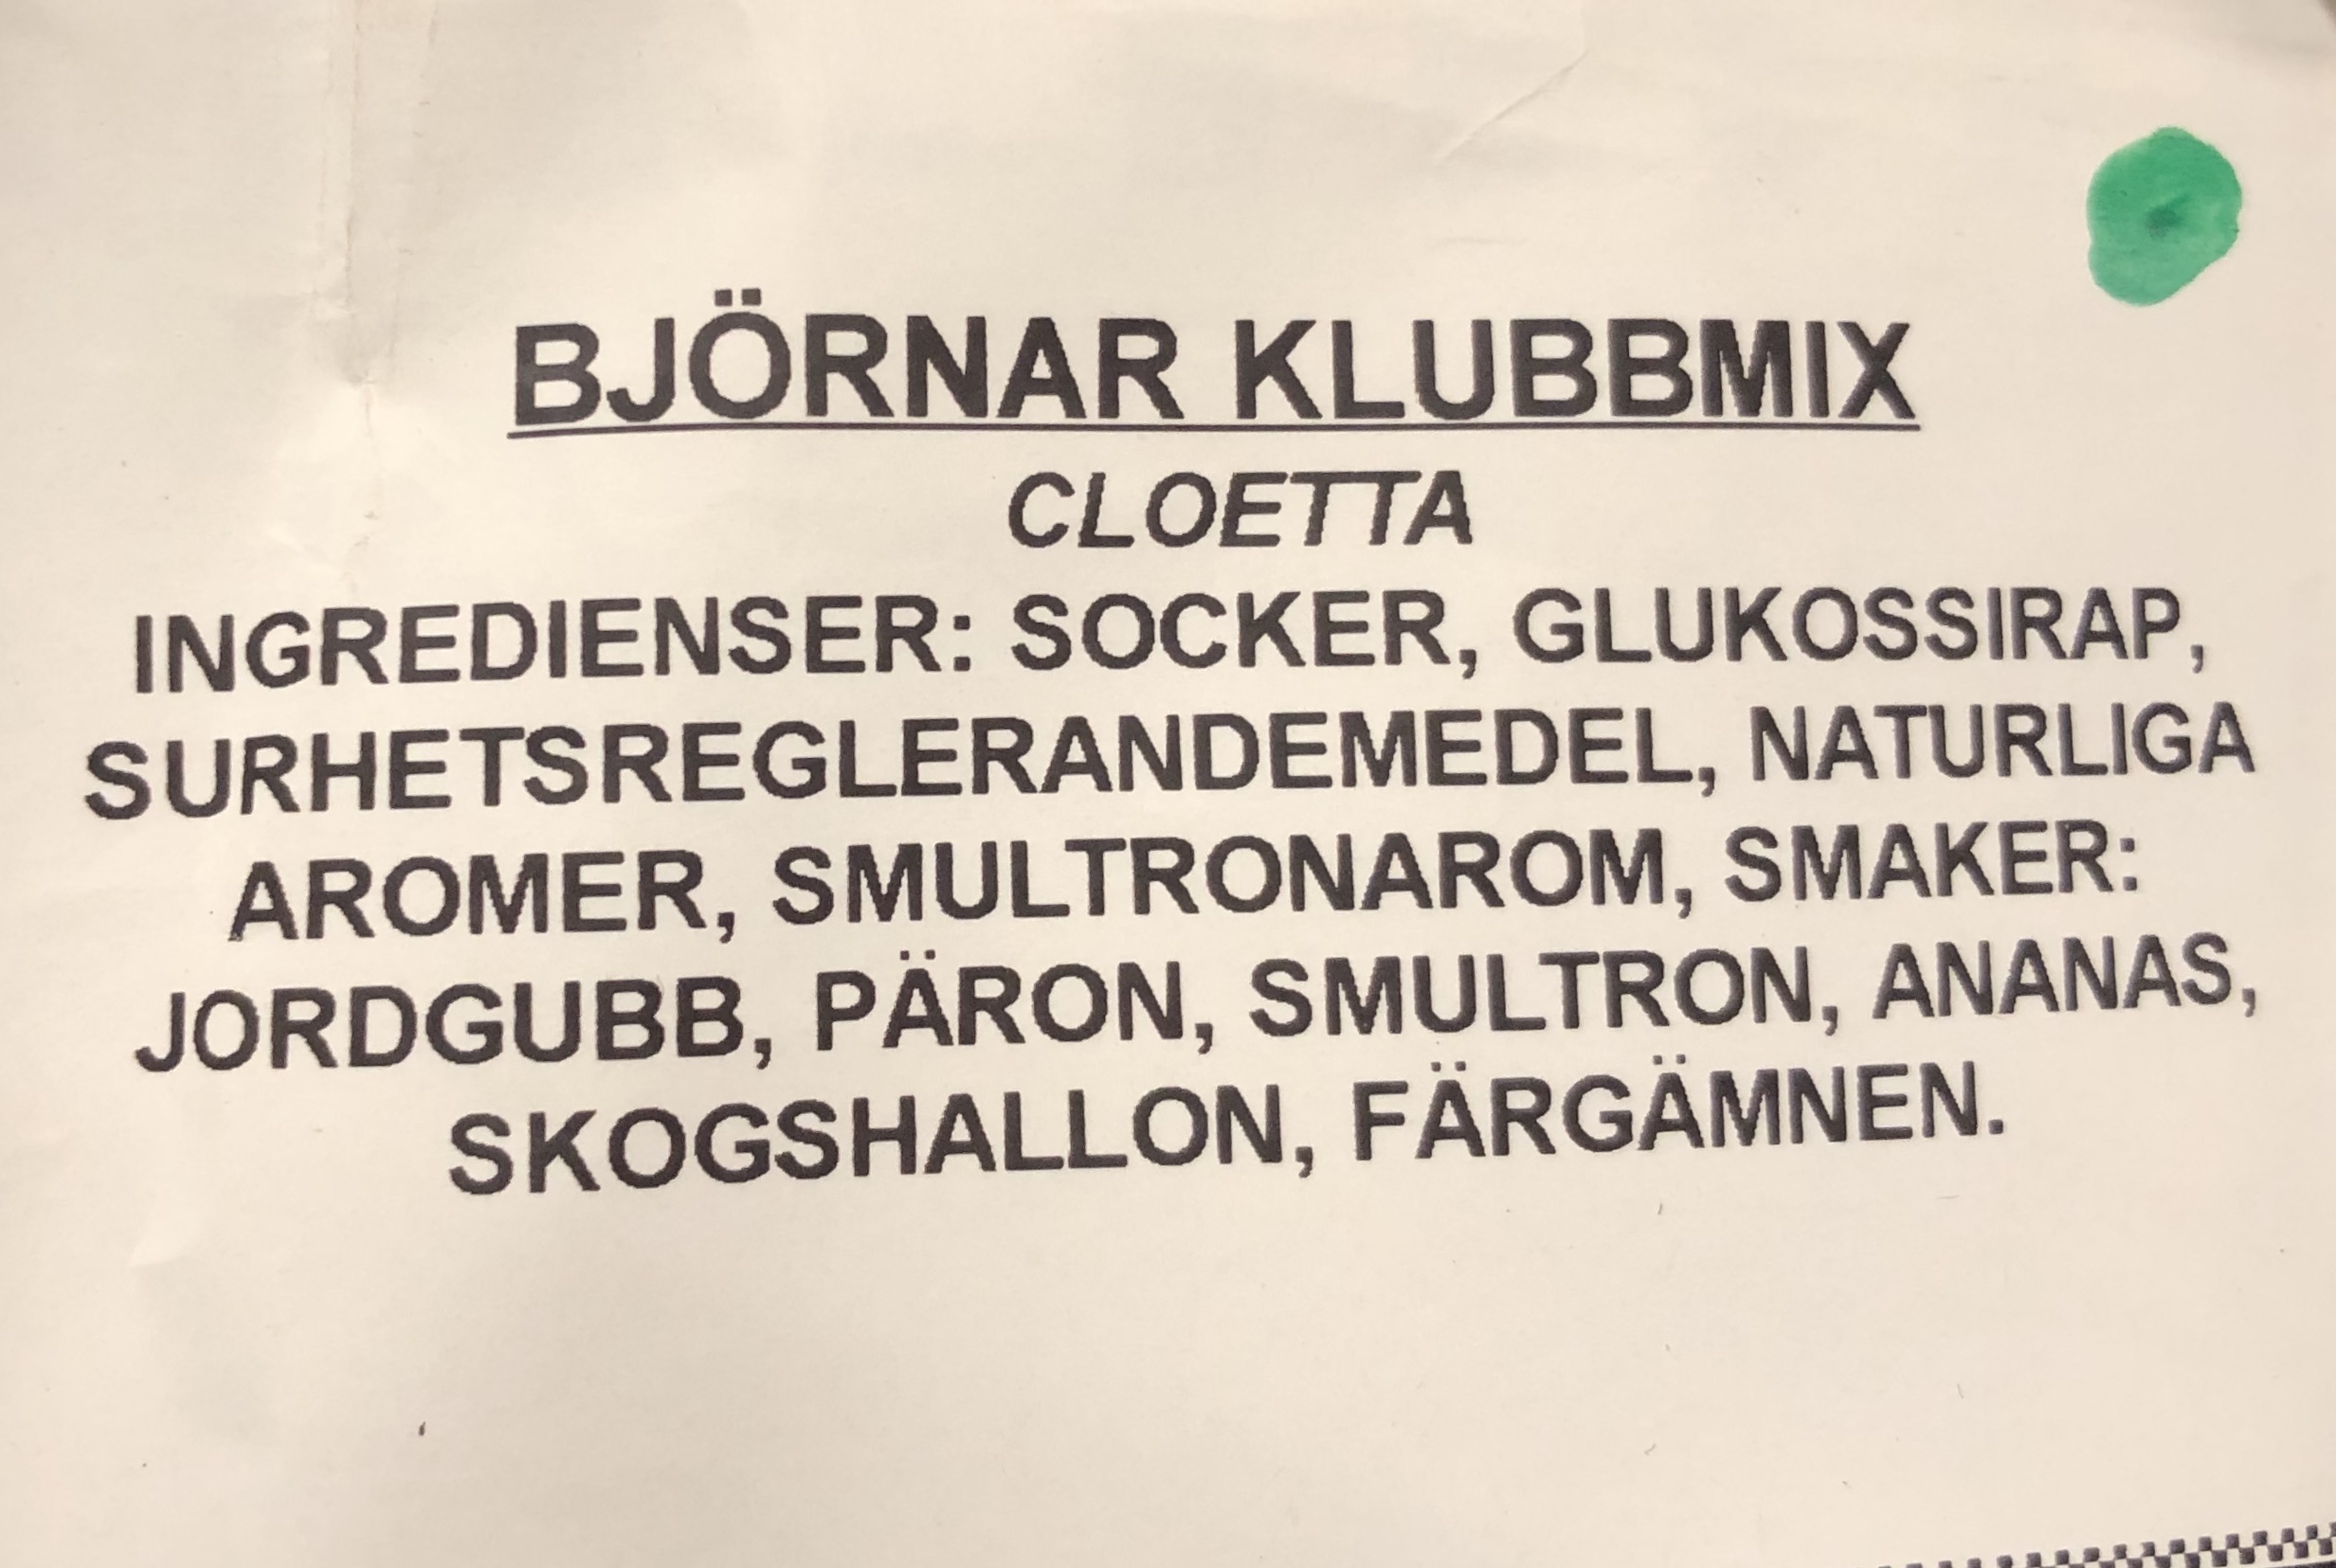 BJÖRNAR KLUBBMIX
CLOETTA
INGREDIENSER: SOCKER, GLUKOSSIRAP,
SURHETSREGLERANDEMEDEL, NATURLIGA
AROMER, SMULTRONAROM, SMAKER:
JORDGUBB, PÄRON, SMULTRON, ANANAS,
SKOGSHALLON, FÄRGÄMNEN.